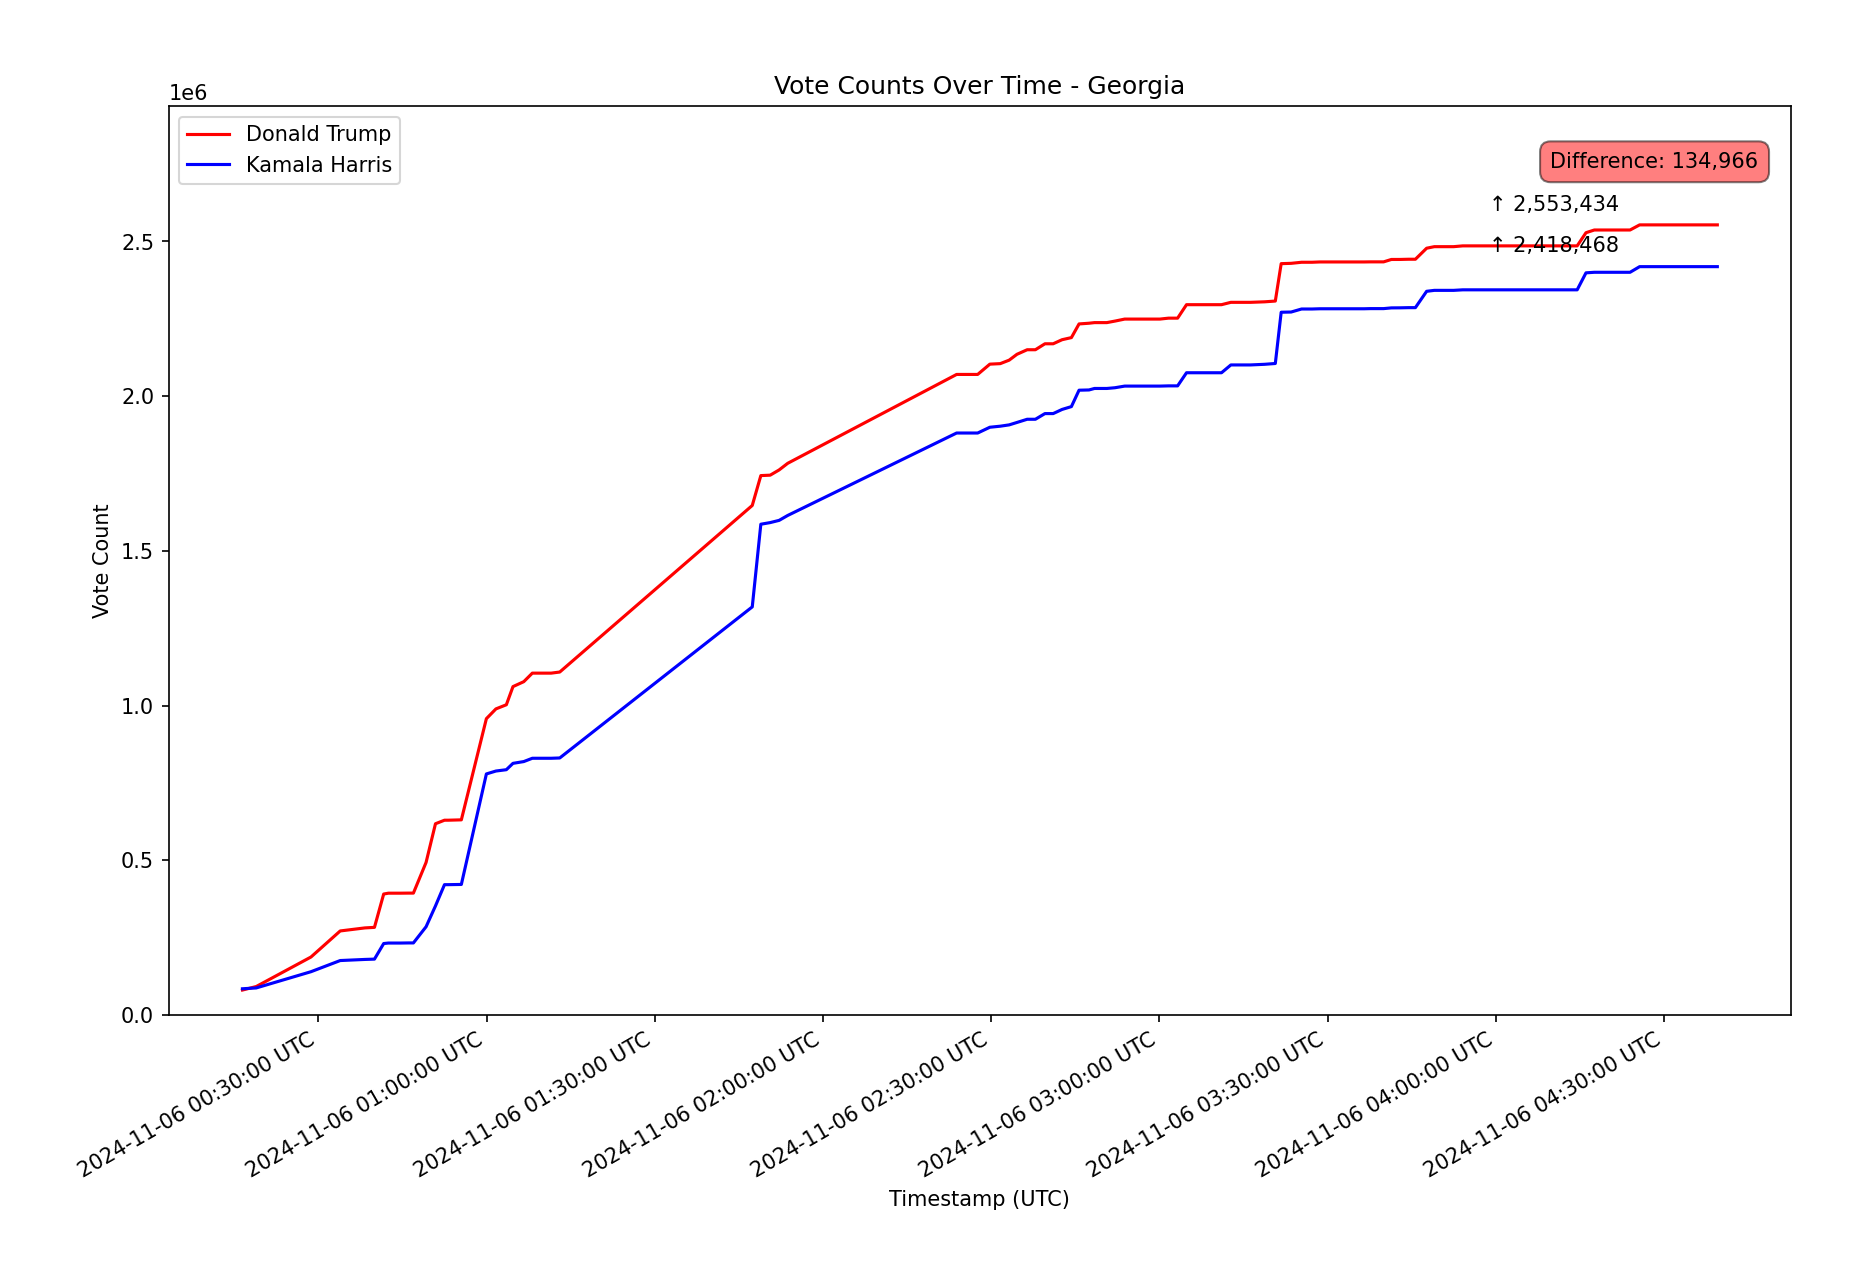 Vote Counts Over Time - Georgia
1e6
Donald Trump
Kamala Harris
Difference: 134,966
↑ 2,553,434
↑ 2,418,468
2.5
2.0
1.5
1.0
0.5
0.0
Vote Count
2024-11-06 00:30:00 UTC
2024-11-06 01:00:00 UTC
2024-11-06 01:30:00 UTC
2024-11-06 02:00:00 UTC
2024-11-06 02:30:00 UTC
2024-11-06 03:00:00 UTC
2024-11-06 03:30:00 UTC
2024-11-06 04:00:00 UTC
2024-11-06 04:30:00 UTC
Timestamp (UTC)